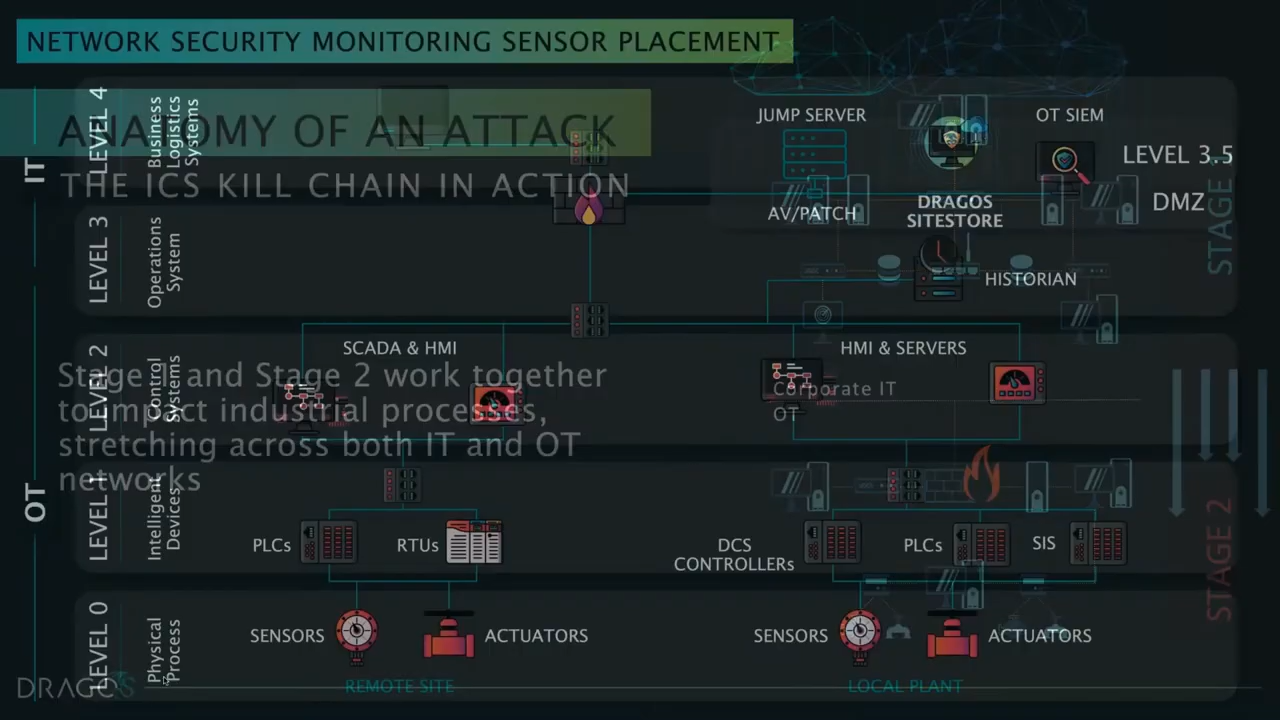 NETWORK SECURITY MONITORING SENSOR PLACEMENT
ANATOMY OF AN ATTACK
THE ICS KILL CHAIN IN ACTION
IT
LEVEL 4
Business
Logistics
Systems
JUMP SERVER
AV/PATCH
DRAGOS
SITESTORE
OT SIEM
LEVEL 3.5
DMZ
LEVEL 3
Operations
System
HISTORIAN
STAGE
OT
LEVEL 2
Control
Systems
SCADA & HMI
HMI & SERVERS
Stage 1 and Stage 2 work together
to impact industrial processes,
stretching across both IT and OT
networks
Corporate IT
OT
LEVEL 1
Intelligent
Devices
PLCs
RTUs
DCS
CONTROLLERs
PLCs
SIS
STAGE 2
LEVEL 0
Physical
Process
SENSORS
ACTUATORS
SENSORS
ACTUATORS
REMOTE SITE
LOCAL PLANT
DRAGOS